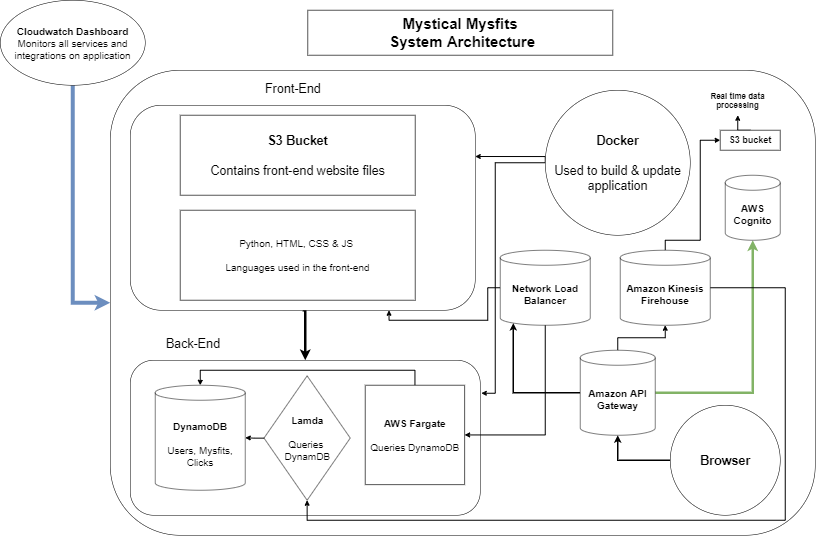 Cloudwatch Dashboard
Monitors all services and
integrations on application
Mystical Mysfits
System Architecture
Front-End
S3 Bucket
Contains front-end website files
Python, HTML, CSS & JS
Languages used in the front-end
Docker
Used to build & update
application
Real time data
processing
S3 bucket
AWS
Cognito
Network Load
Balancer
Amazon Kinesis
Firehouse
Back-End
DynamoDB
Users, Mysfits,
Clicks
Lamda
Queries
DynamDB
AWS Fargate
Queries DynamoDB
Amazon API
Gateway
Browser